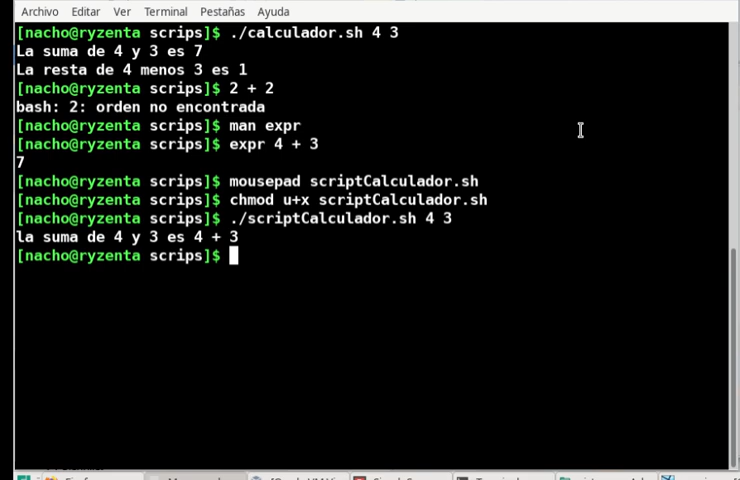 Archivo Editar Ver Terminal Pestañas Ayuda
[nacho@ryzenta scrips]$ ./calculador.sh 4 3
La suma de 4 y 3 es 7
La resta de 4 menos 3 es 1
[nacho@ryzenta scrips]$ 2 + 2
bash: 2: orden no encontrada
[nacho@ryzenta scrips]$ man expr
[nacho@ryzenta scrips]$ expr 4 + 3
7
[nacho@ryzenta scrips]$ mousepad scriptCalculador.sh
[nacho@ryzenta scrips]$ chmod u+x scriptCalculador.sh
[nacho@ryzenta scrips]$ ./scriptCalculador.sh 4 3
la suma de 4 y 3 es 4 + 3
[nacho@ryzenta scrips]$